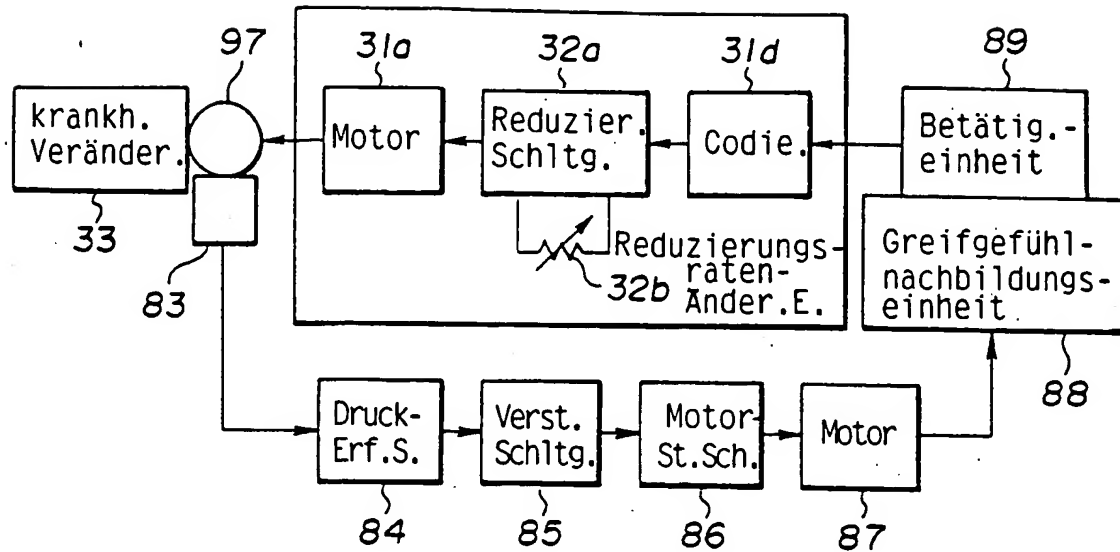 97
31a
32a
31d
89
krankh.
Veränder.
Motor
Reduzier.
Schltg.
Codie.
Betätig.-
einheit
33
83
32b
Reduzierungs-
raten-
Änder.E.
Greifgefühl-
nachbildungs-
einheit
88
Druck-
Erf.S.
Verst.
Schltg.
Motor-
St.Sch.
Motor
84
85
86
87